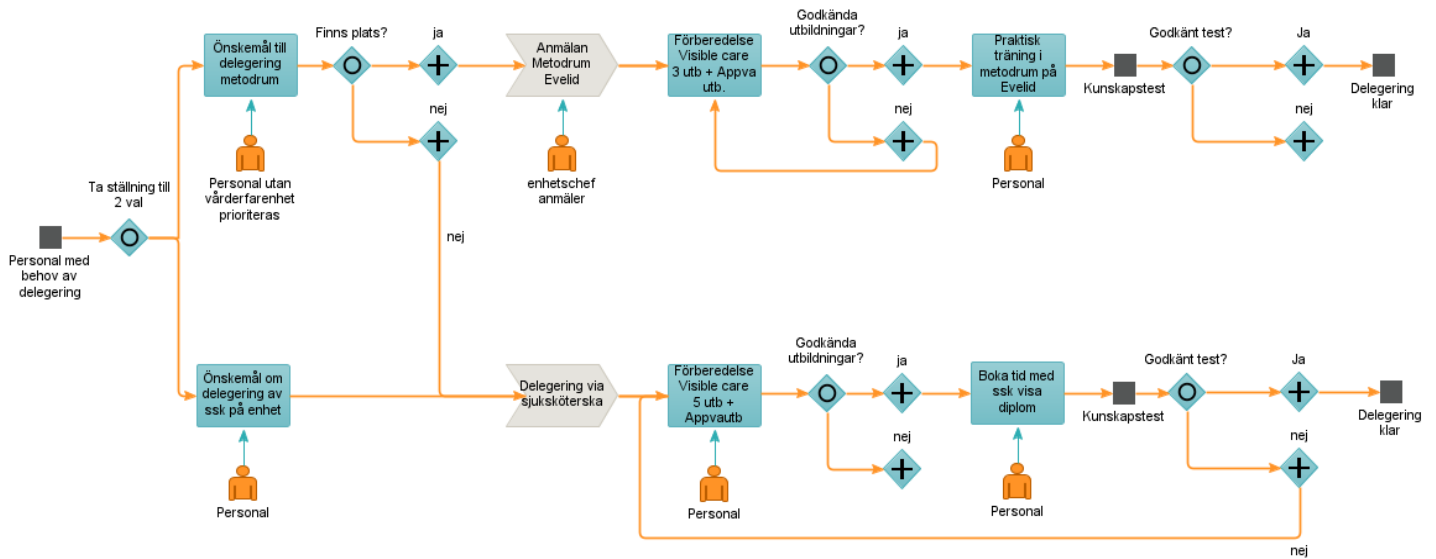 Önskemål till
delegering
metodrum
Finns plats?
ja
nej
Personal utan
vårderfarenhet
prioriteras
Anmälan
Metodrum
Evelid
enhetschef
anmäler
Förberedelse
Visible care
3 utb + Appva
utb.
Godkända
utbildningar?
ja
nej
Praktisk
träning i
metodrum på
Evelid
Personal
Kunskapstest
Godkänt test?
Ja
nej
Delegering
klar
Ta ställning till
2 val
Personal med
behov av
delegering
nej
Önskemål om
delegering av
ssk på enhet
Personal
Delegering via
sjuksköterska
Förberedelse
Visible care
5 utb +
Appvautb
Personal
Godkända
utbildningar?
ja
nej
Boka tid med
ssk visa
diplom
Personal
Kunskapstest
Godkänt test?
Ja
nej
Delegering
klar
nej